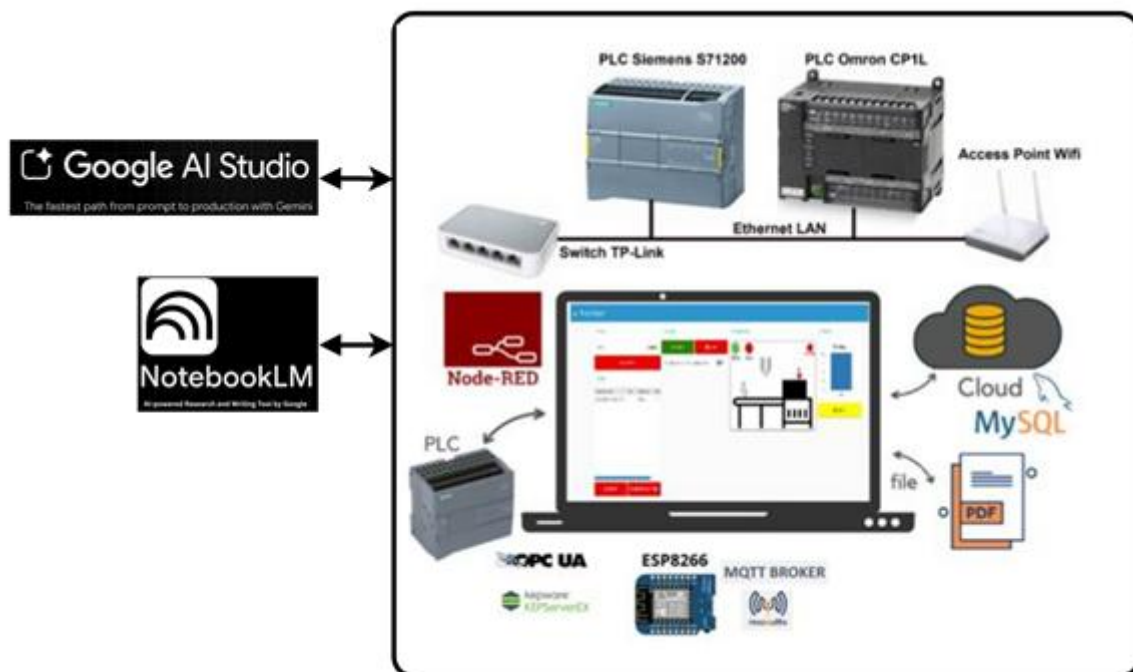 PLC Siemens S71200
PLC Omron CP1L
Google AI Studio
The fastest path from prompt to production with Gemini
Access Point Wifi
Ethernet LAN
Switch TP-Link
NotebookLM
AI-powered Research and Writing Tool by Google
Node-RED
Cloud
MySQL
PLC
file
PDF
OPC UA
kepware
KEPServerEX
ESP8266
MQTT BROKER